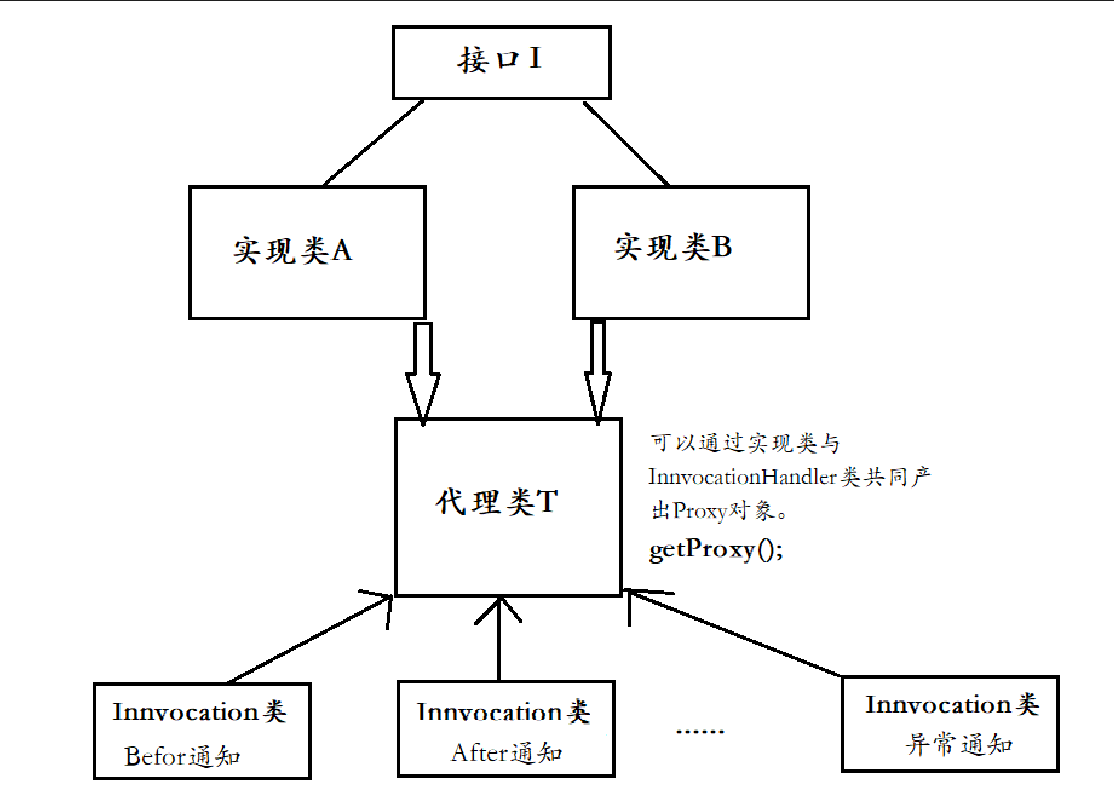 接口I
实现类A
实现类B
可以通过实现类与
InnvocationHandler类共同产
出Proxy对象。
getProxy();
代理类T
Innvocation类
Befor通知
Innvocation类
After通知
......
Innvocation类
异常通知